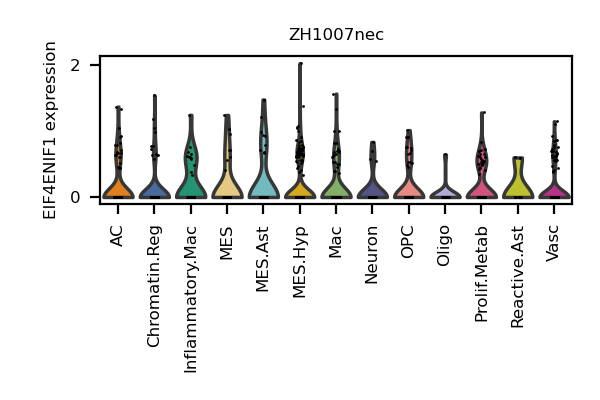 ZH1007nec
EIF4ENIF1 expression
2
0
AC
Chromatin.Reg
Inflammatory.Mac
MES
MES.Ast
MES.Hyp
Mac
Neuron
OPC
Oligo
Prolif.Metab
Reactive.Ast
Vasc